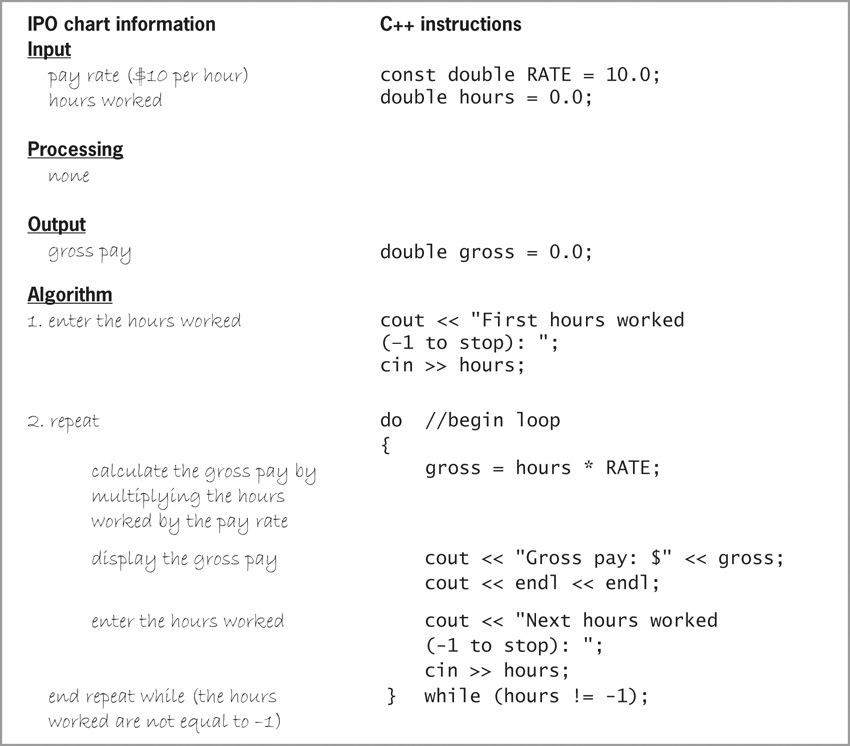 IPO chart information C++ instructions
Input
pay rate ($10 per hour) const double RATE = 10.0;
hours worked double hours = 0.0;
Processing
none
Output
gross pay double gross = 0.0;
Algorithm
1. enter the hours worked cout << "First hours worked
(-1 to stop): ";
cin >> hours;
2. repeat do //begin loop
{
calculate the gross pay by gross = hours * RATE;
multiplying the hours
worked by the pay rate
display the gross pay cout << "Gross pay: $" << gross;
cout << endl << endl;
enter the hours worked cout << "Next hours worked
(-1 to stop): ";
cin >> hours;
end repeat while (the hours } while (hours != -1);
worked are not equal to -1)